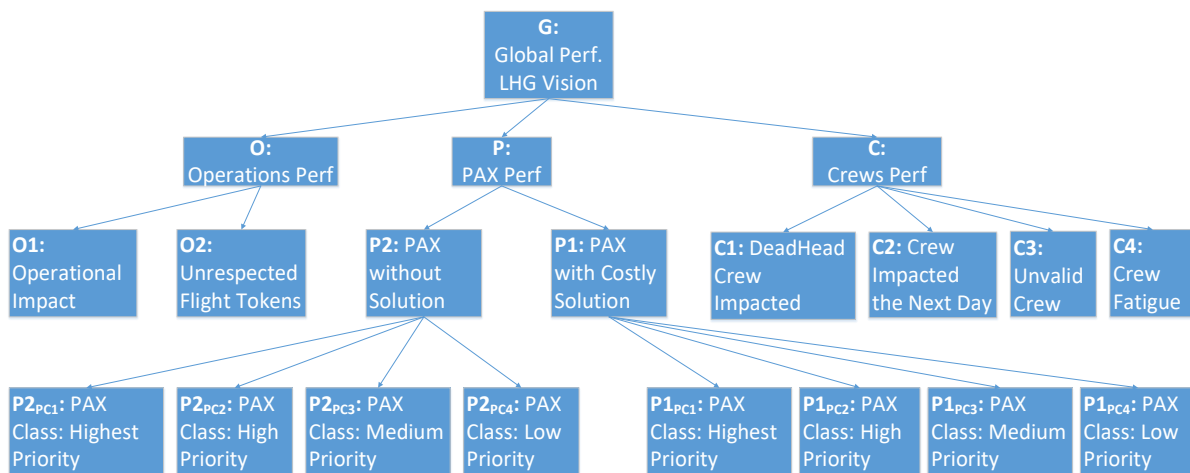 G:
Global Perf.
LHG Vision
O:
Operations Perf
P:
PAX Perf
C:
Crews Perf
O1:
Operational
Impact
O2:
Unrespected
Flight Tokens
P2: PAX
without
Solution
P1: PAX
with Costly
Solution
C1: DeadHead
Crew
Impacted
C2: Crew
Impacted
the Next Day
C3:
Unvalid
Crew
C4:
Crew
Fatigue
P2PC1: PAX
Class: Highest
Priority
P2PC2: PAX
Class: High
Priority
P2PC3: PAX
Class: Medium
Priority
P2PC4: PAX
Class: Low
Priority
P1PC1: PAX
Class: Highest
Priority
P1PC2: PAX
Class: High
Priority
P1PC3: PAX
Class: Medium
Priority
P1PC4: PAX
Class: Low
Priority